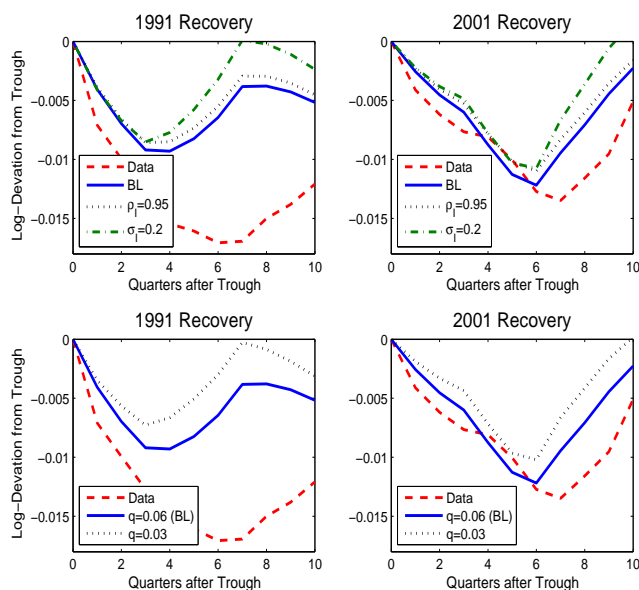 1991 Recovery
0
−0.005
−0.01
−0.015
Log−Devation from Trough
Data
BL
ρI=0.95
σI=0.2
0 2 4 6 8 10
Quarters after Trough
2001 Recovery
0
−0.005
−0.01
−0.015
Data
BL
ρI=0.95
σI=0.2
0 2 4 6 8 10
Quarters after Trough
1991 Recovery
0
−0.005
−0.01
−0.015
Log−Devation from Trough
Data
q=0.06 (BL)
q=0.03
0 2 4 6 8 10
Quarters after Trough
2001 Recovery
0
−0.005
−0.01
−0.015
Data
q=0.06 (BL)
q=0.03
0 2 4 6 8 10
Quarters after Trough